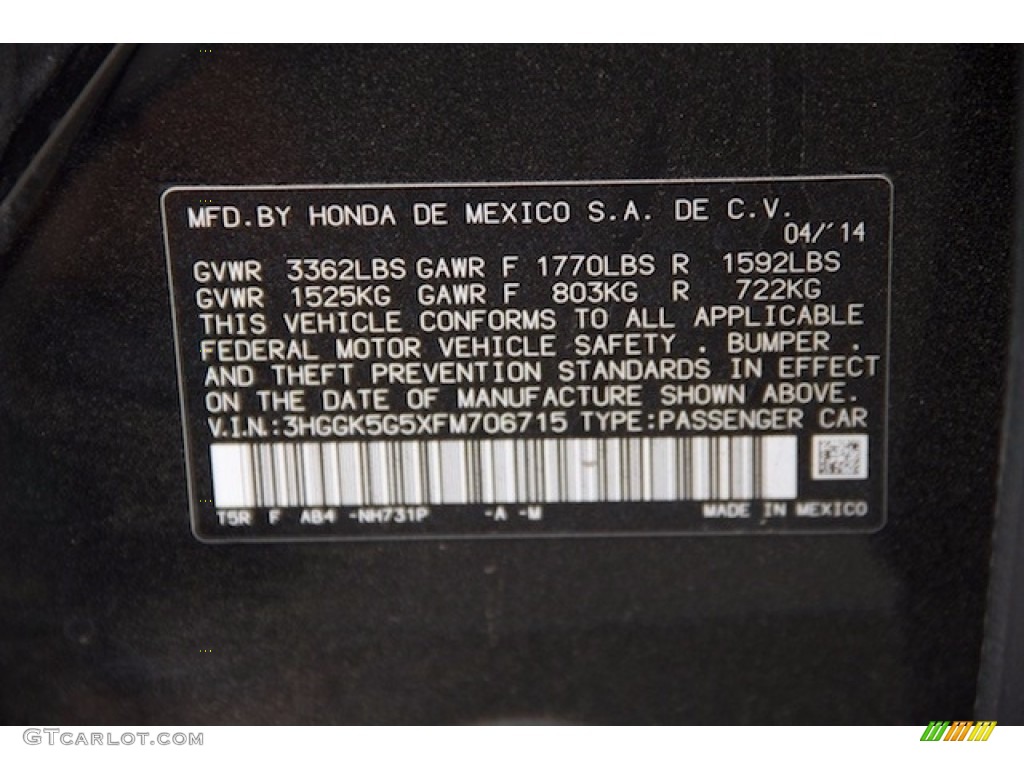 MFD.BY HONDA DE MEXICO S.A. DE C.V.
04/'14
GVWR 3362LBS GAWR F 1770LBS R 1592LBS
GVWR 1525KG GAWR F 803KG R 722KG
THIS VEHICLE CONFORMS TO ALL APPLICABLE
FEDERAL MOTOR VEHICLE SAFETY . BUMPER .
AND THEFT PREVENTION STANDARDS IN EFFECT
ON THE DATE OF MANUFACTURE SHOWN ABOVE.
V.I.N.:3HGGK5G5XFM706715 TYPE:PASSENGER CAR
T5R F AB4 -NH731P -A -M MADE IN MEXICO
GTCARLOT.COM